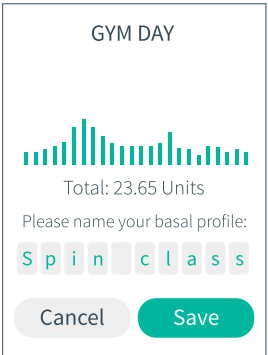 GYM DAY
Total: 23.65 Units
Please name your basal profile:
Spin class
Cancel Save